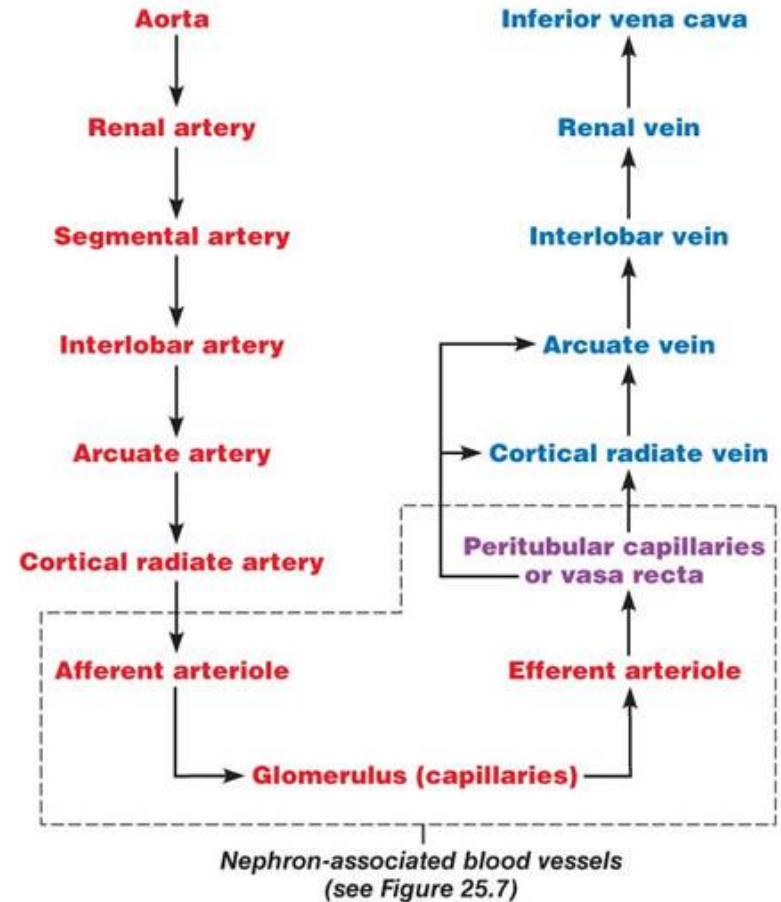 Aorta
Renal artery
Segmental artery
Interlobar artery
Arcuate artery
Cortical radiate artery
Afferent arteriole
Glomerulus (capillaries)
Efferent arteriole
Peritubular capillaries
or vasa recta
Cortical radiate vein
Arcuate vein
Interlobar vein
Renal vein
Inferior vena cava
Nephron-associated blood vessels
(see Figure 25.7)